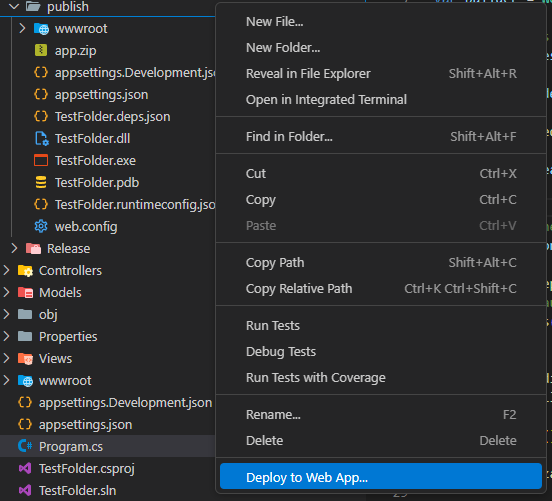 publish
wwwroot
app.zip
appsettings.Development.js
appsettings.json
TestFolder.deps.json
TestFolder.dll
TestFolder.exe
TestFolder.pdb
TestFolder.runtimeconfig.jso
web.config
Release
Controllers
Models
obj
Properties
Views
wwwroot
appsettings.Development.json
appsettings.json
Program.cs
TestFolder.csproj
TestFolder.sln
New File...
New Folder...
Reveal in File Explorer Shift+Alt+R
Open in Integrated Terminal
Find in Folder... Shift+Alt+F
Cut Ctrl+X
Copy Ctrl+C
Paste Ctrl+V
Copy Path Shift+Alt+C
Copy Relative Path Ctrl+K Ctrl+Shift+C
Run Tests
Debug Tests
Run Tests with Coverage
Rename... F2
Delete Delete
Deploy to Web App...